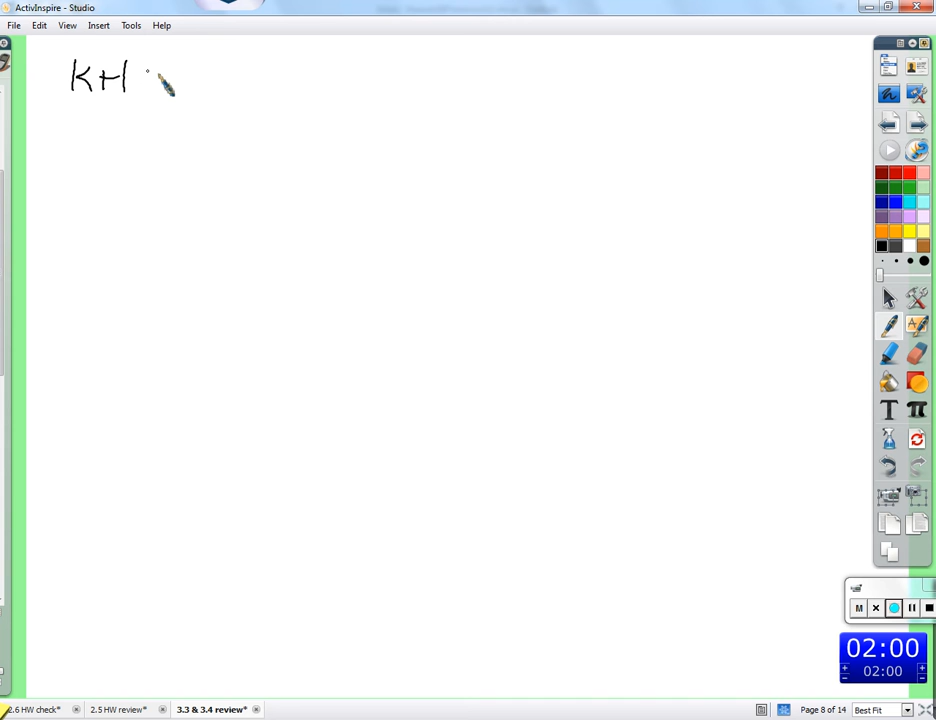 ActivInspire - Studio
File Edit View Insert Tools Help
KH
M
02:00
02:00
2.6 HW check* 2.5 HW review* 3.3 & 3.4 review* Page 8 of 14 Best Fit